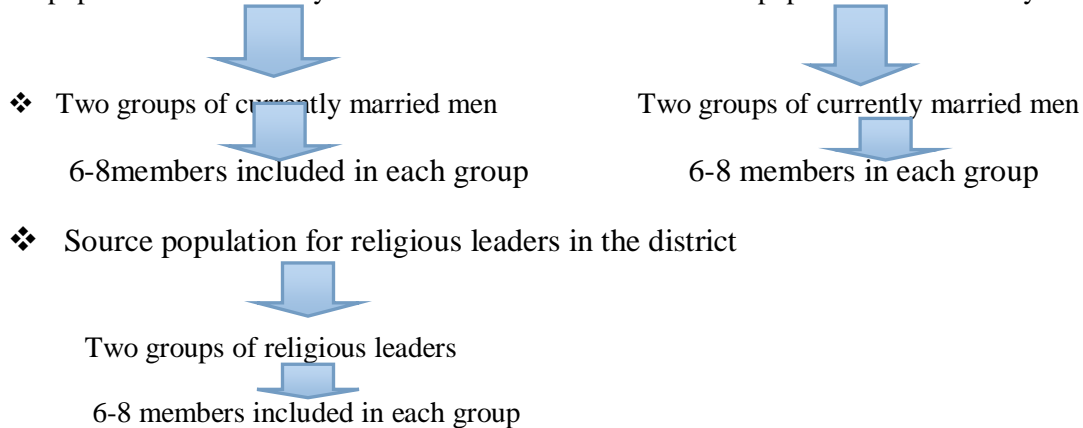 ❖ Two groups of currently married men Two groups of currently married men
6-8members included in each group 6-8 members in each group
❖ Source population for religious leaders in the district
Two groups of religious leaders
6-8 members included in each group